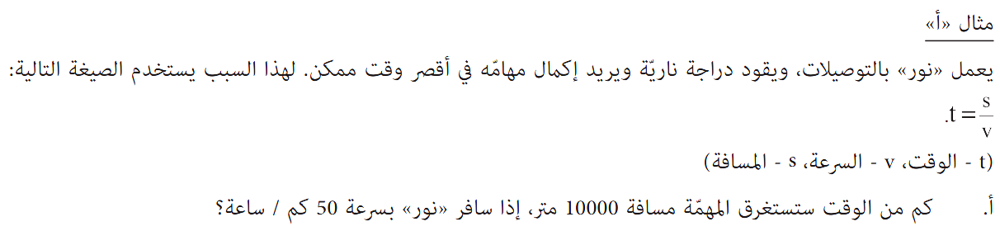 مثال «أ»
يعمل «نور» بالتوصيلات، ويقود دراجة ناريّة ويريد إكمال مهامّه في أقصر وقت ممكن. لهذا السبب يستخدم الصيغة التالية:
t = s/v.
(t - الوقت، v - السرعة، s - المسافة)
أ. كم من الوقت ستستغرق المهمّة مسافة 10000 متر، إذا سافر «نور» بسرعة 50 كم / ساعة؟